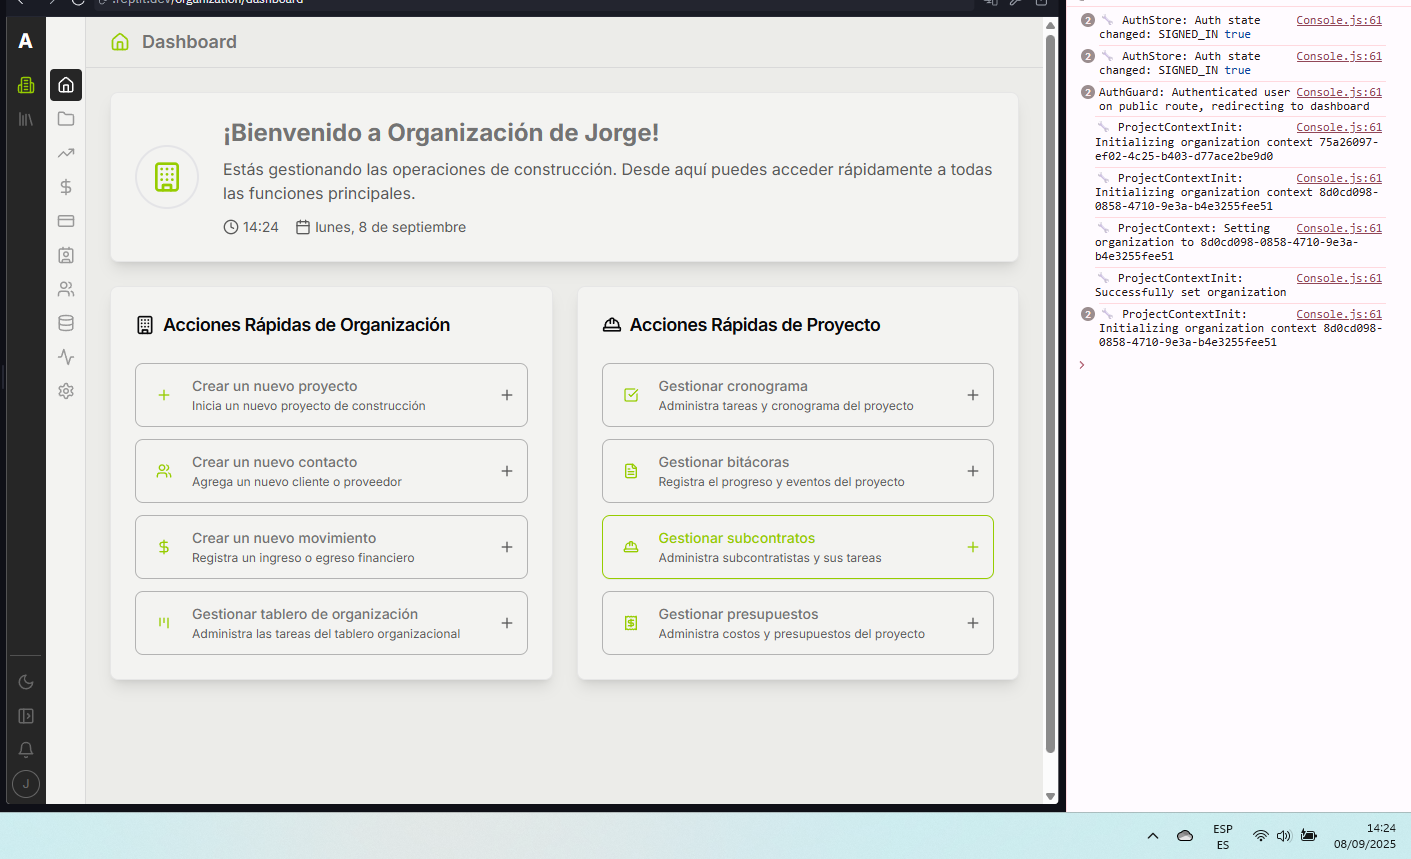 .replit.dev/organization/dashboard
A
Dashboard
¡Bienvenido a Organización de Jorge!
Estás gestionando las operaciones de construcción. Desde aquí puedes acceder rápidamente a todas
las funciones principales.
14:24 lunes, 8 de septiembre
Acciones Rápidas de Organización
Crear un nuevo proyecto
Inicia un nuevo proyecto de construcción
Crear un nuevo contacto
Agrega un nuevo cliente o proveedor
Crear un nuevo movimiento
Registra un ingreso o egreso financiero
Gestionar tablero de organización
Administra las tareas del tablero organizacional
Acciones Rápidas de Proyecto
Gestionar cronograma
Administra tareas y cronograma del proyecto
Gestionar bitácoras
Registra el progreso y eventos del proyecto
Gestionar subcontratos
Administra subcontratistas y sus tareas
Gestionar presupuestos
Administra costos y presupuestos del proyecto
J
2 AuthStore: Auth state Console.js:61
changed: SIGNED_IN true
2 AuthStore: Auth state Console.js:61
changed: SIGNED_IN true
2 AuthGuard: Authenticated user Console.js:61
on public route, redirecting to dashboard
ProjectContextInit: Console.js:61
Initializing organization context 75a26097-
ef02-4c25-b403-d77ace2be9d0
ProjectContextInit: Console.js:61
Initializing organization context 8d0cd098-
0858-4710-9e3a-b4e3255fee51
ProjectContext: Setting Console.js:61
organization to 8d0cd098-0858-4710-9e3a-
b4e3255fee51
ProjectContextInit: Console.js:61
Successfully set organization
2 ProjectContextInit: Console.js:61
Initializing organization context 8d0cd098-
0858-4710-9e3a-b4e3255fee51
ESP
ES
14:24
08/09/2025